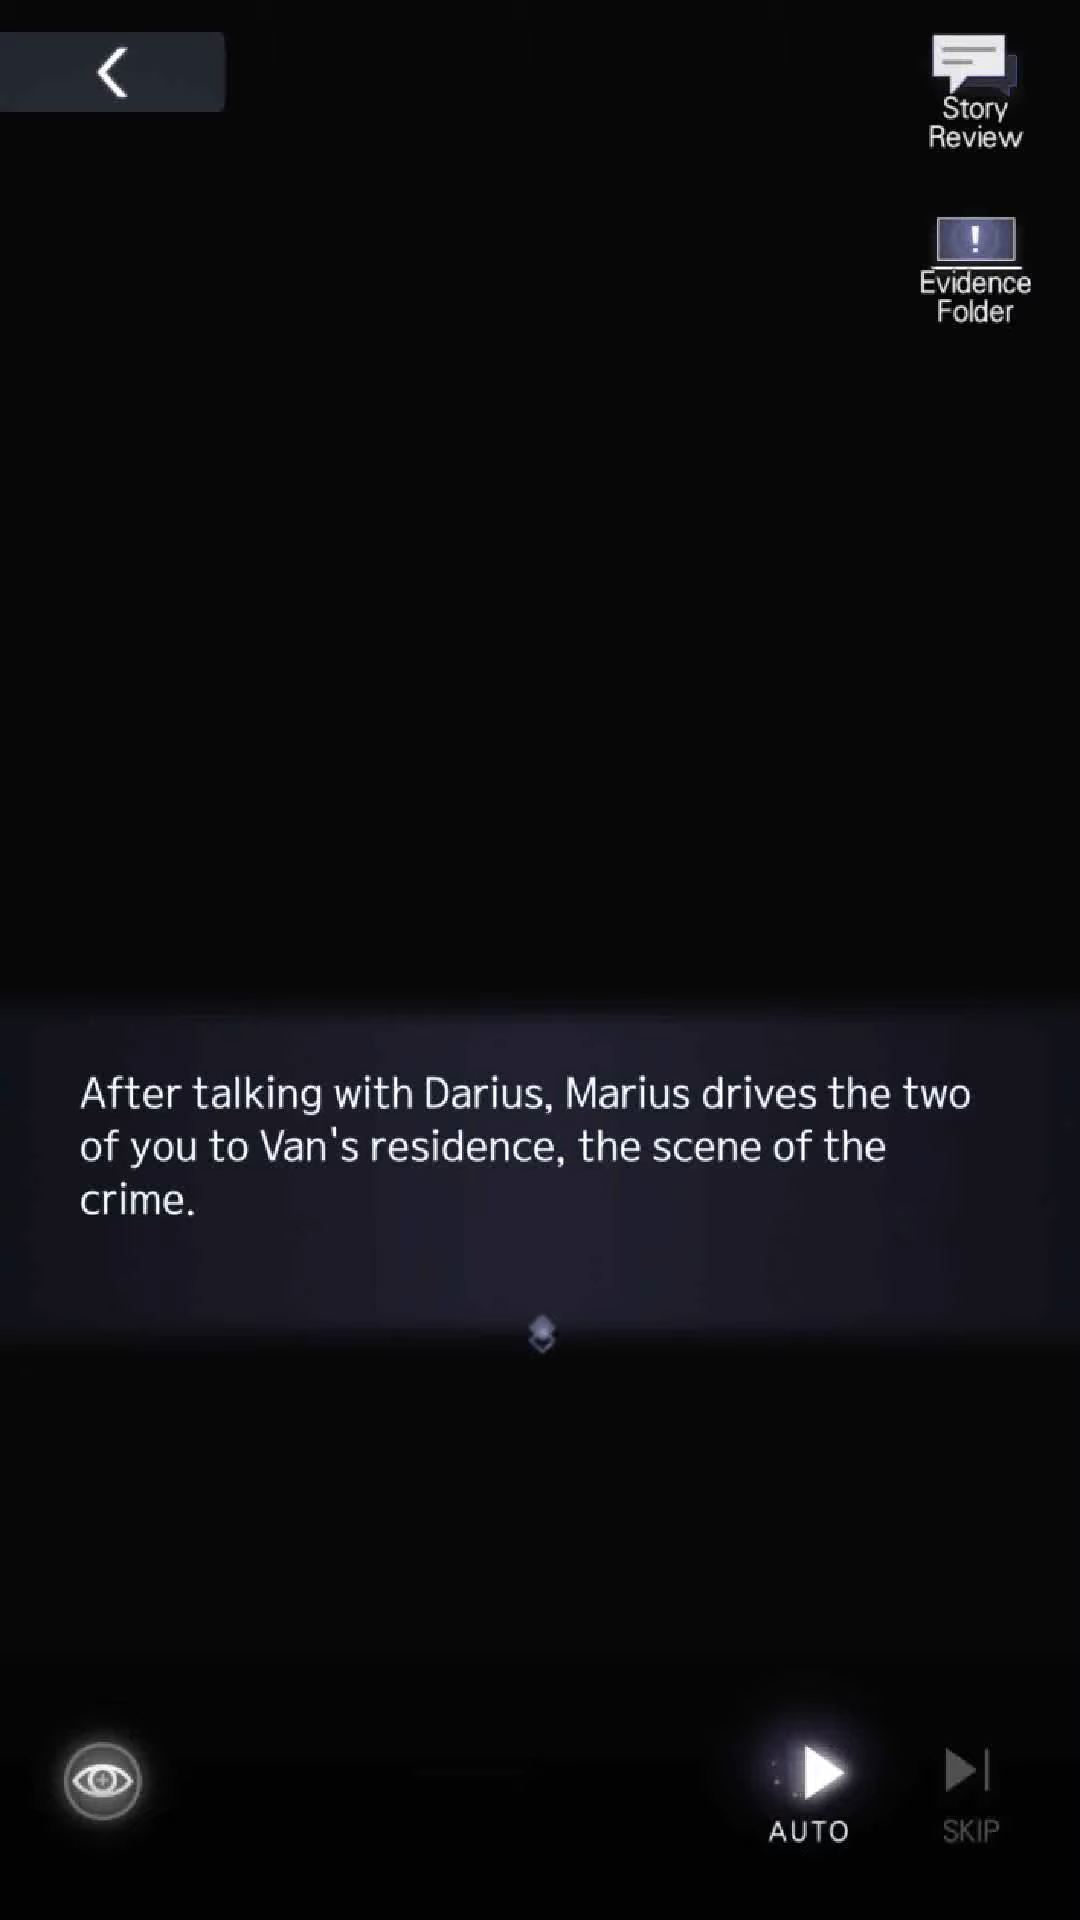 Story
Review
!
Evidence
Folder
After talking with Darius, Marius drives the two
of you to Van's residence, the scene of the
crime.
AUTO
SKIP